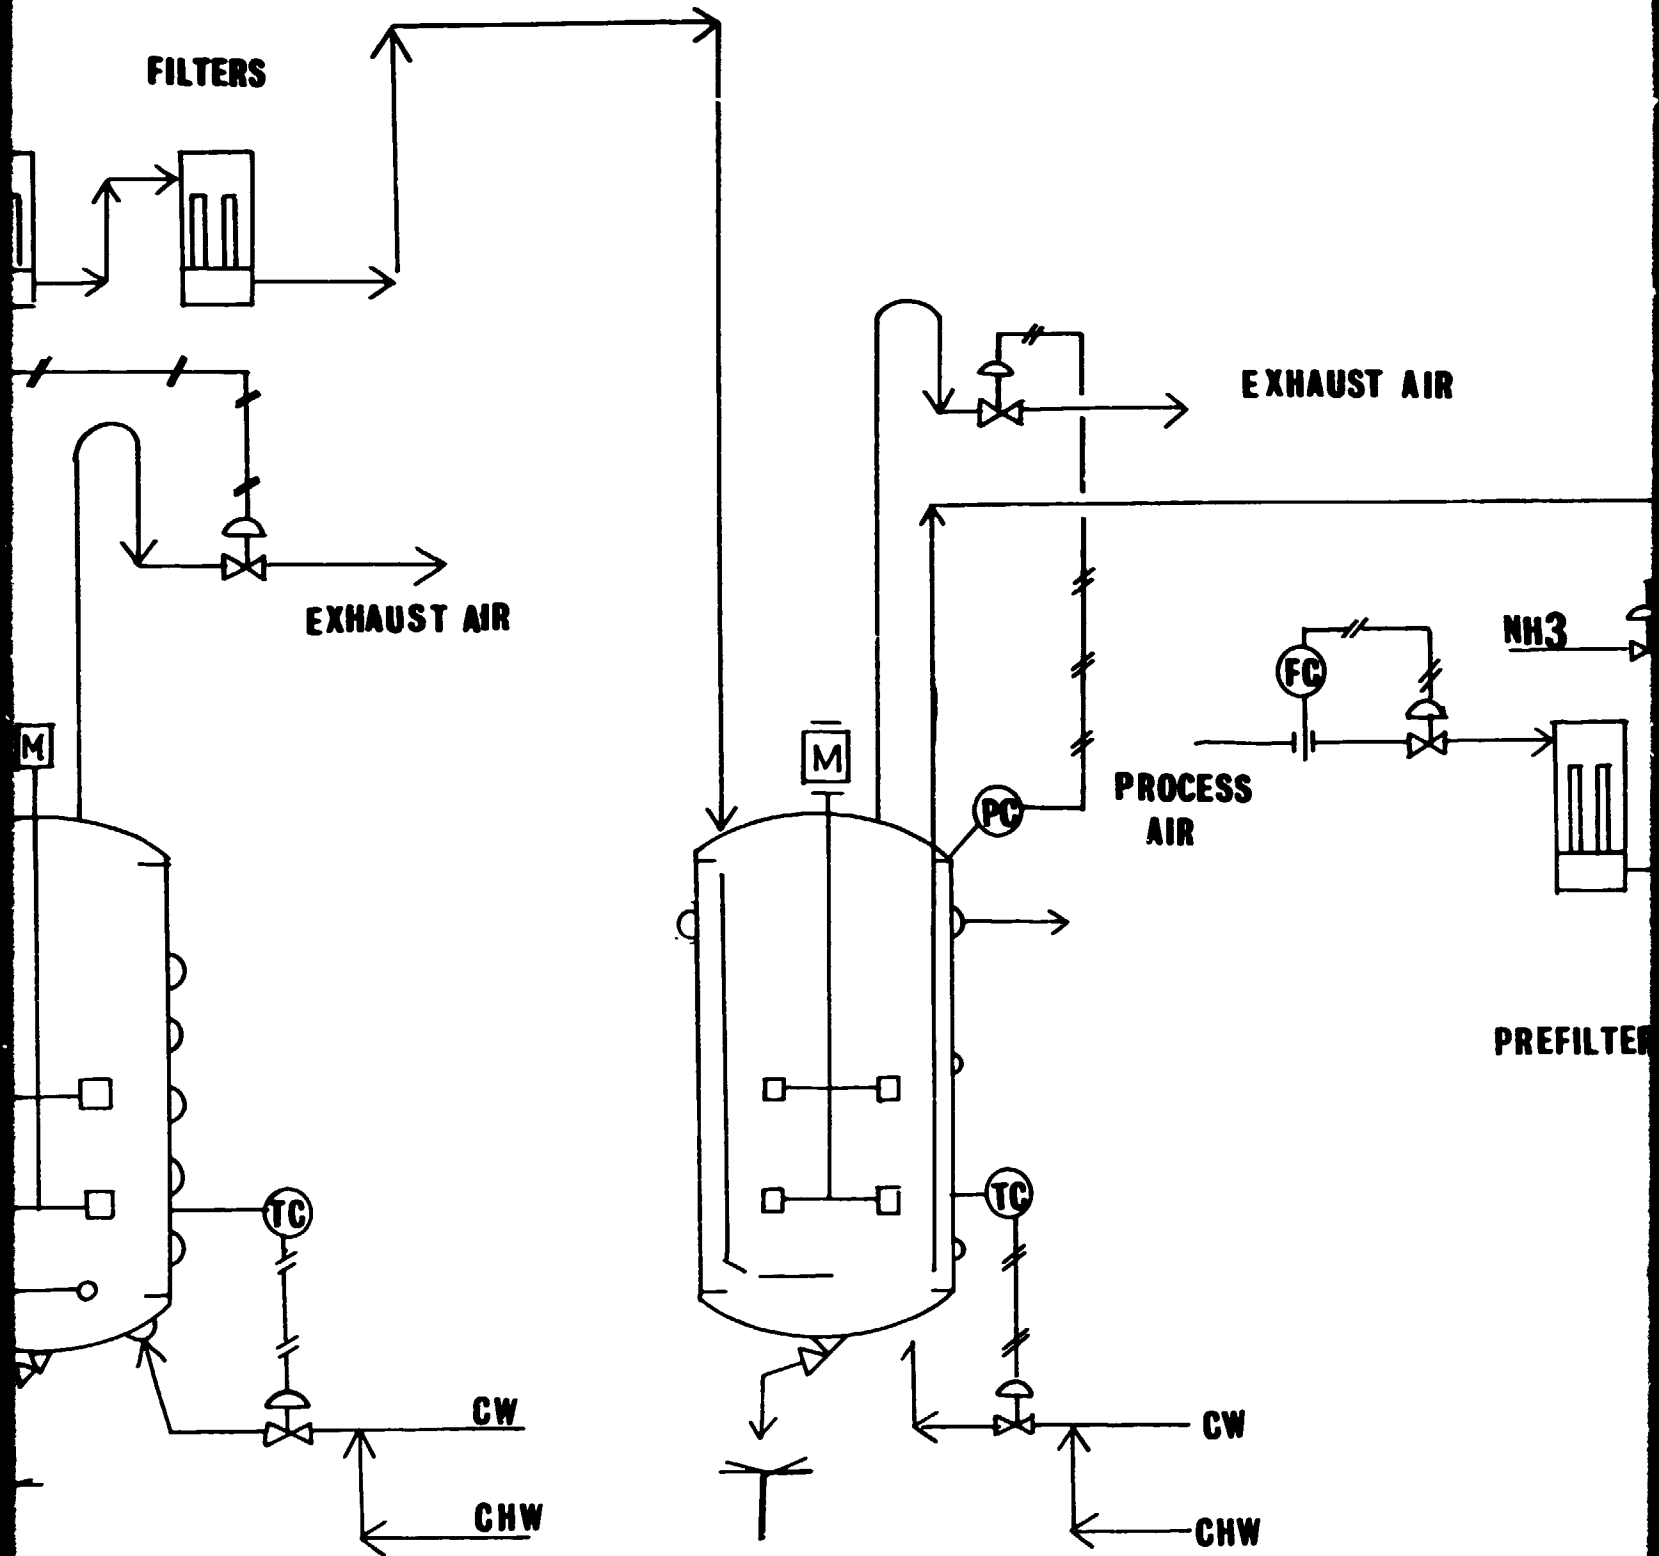 FILTERS
EXHAUST AIR
EXHAUST AIR
NH3
FC
M
M
PROCESS
AIR
PC
PREFILTER
TC
TC
CW
CW
CHW
CHW